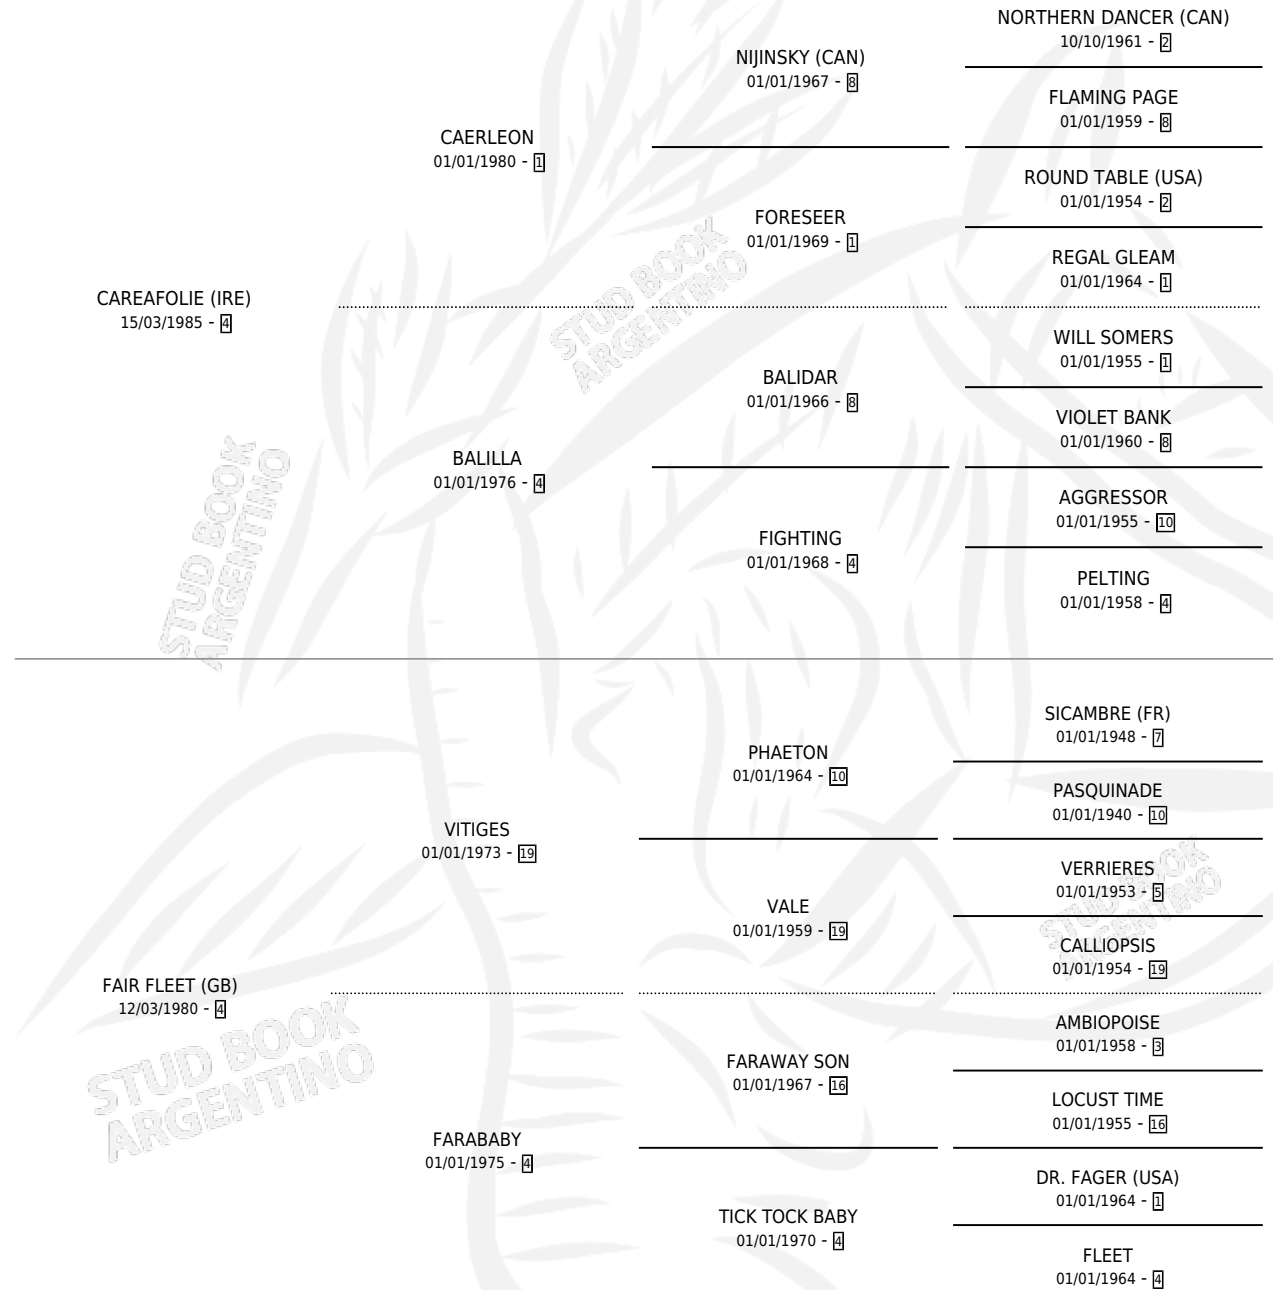 NORTHERN DANCER (CAN)
10/10/1961 - 2
NIJINSKY (CAN)
01/01/1967 - 8
FLAMING PAGE
01/01/1959 - 8
CAERLEON
01/01/1980 - 1
ROUND TABLE (USA)
01/01/1954 - 2
FORESEER
01/01/1969 - 1
REGAL GLEAM
01/01/1964 - 1
CAREAFOLIE (IRE)
15/03/1985 - 4
STUD BOOK
ARGENTINO
WILL SOMERS
01/01/1955 - 1
BALIDAR
01/01/1966 - 8
VIOLET BANK
01/01/1960 - 8
BALILLA
01/01/1976 - 4
AGGRESSOR
01/01/1955 - 10
FIGHTING
01/01/1968 - 4
PELTING
01/01/1958 - 4
STUD BOOK
ARGENTINO
SICAMBRE (FR)
01/01/1948 - 7
PHAETON
01/01/1964 - 10
PASQUINADE
01/01/1940 - 10
VITIGES
01/01/1973 - 19
VERRIERES
01/01/1953 - 5
VALE
01/01/1959 - 19
CALLIOPSIS
01/01/1954 - 19
STUD BOOK
ARGENTINO
FAIR FLEET (GB)
12/03/1980 - 4
AMBIOPOISE
01/01/1958 - 3
FARAWAY SON
01/01/1967 - 16
LOCUST TIME
01/01/1955 - 16
STUD BOOK
ARGENTINO
FARABABY
01/01/1975 - 4
DR. FAGER (USA)
01/01/1964 - 1
TICK TOCK BABY
01/01/1970 - 4
FLEET
01/01/1964 - 4